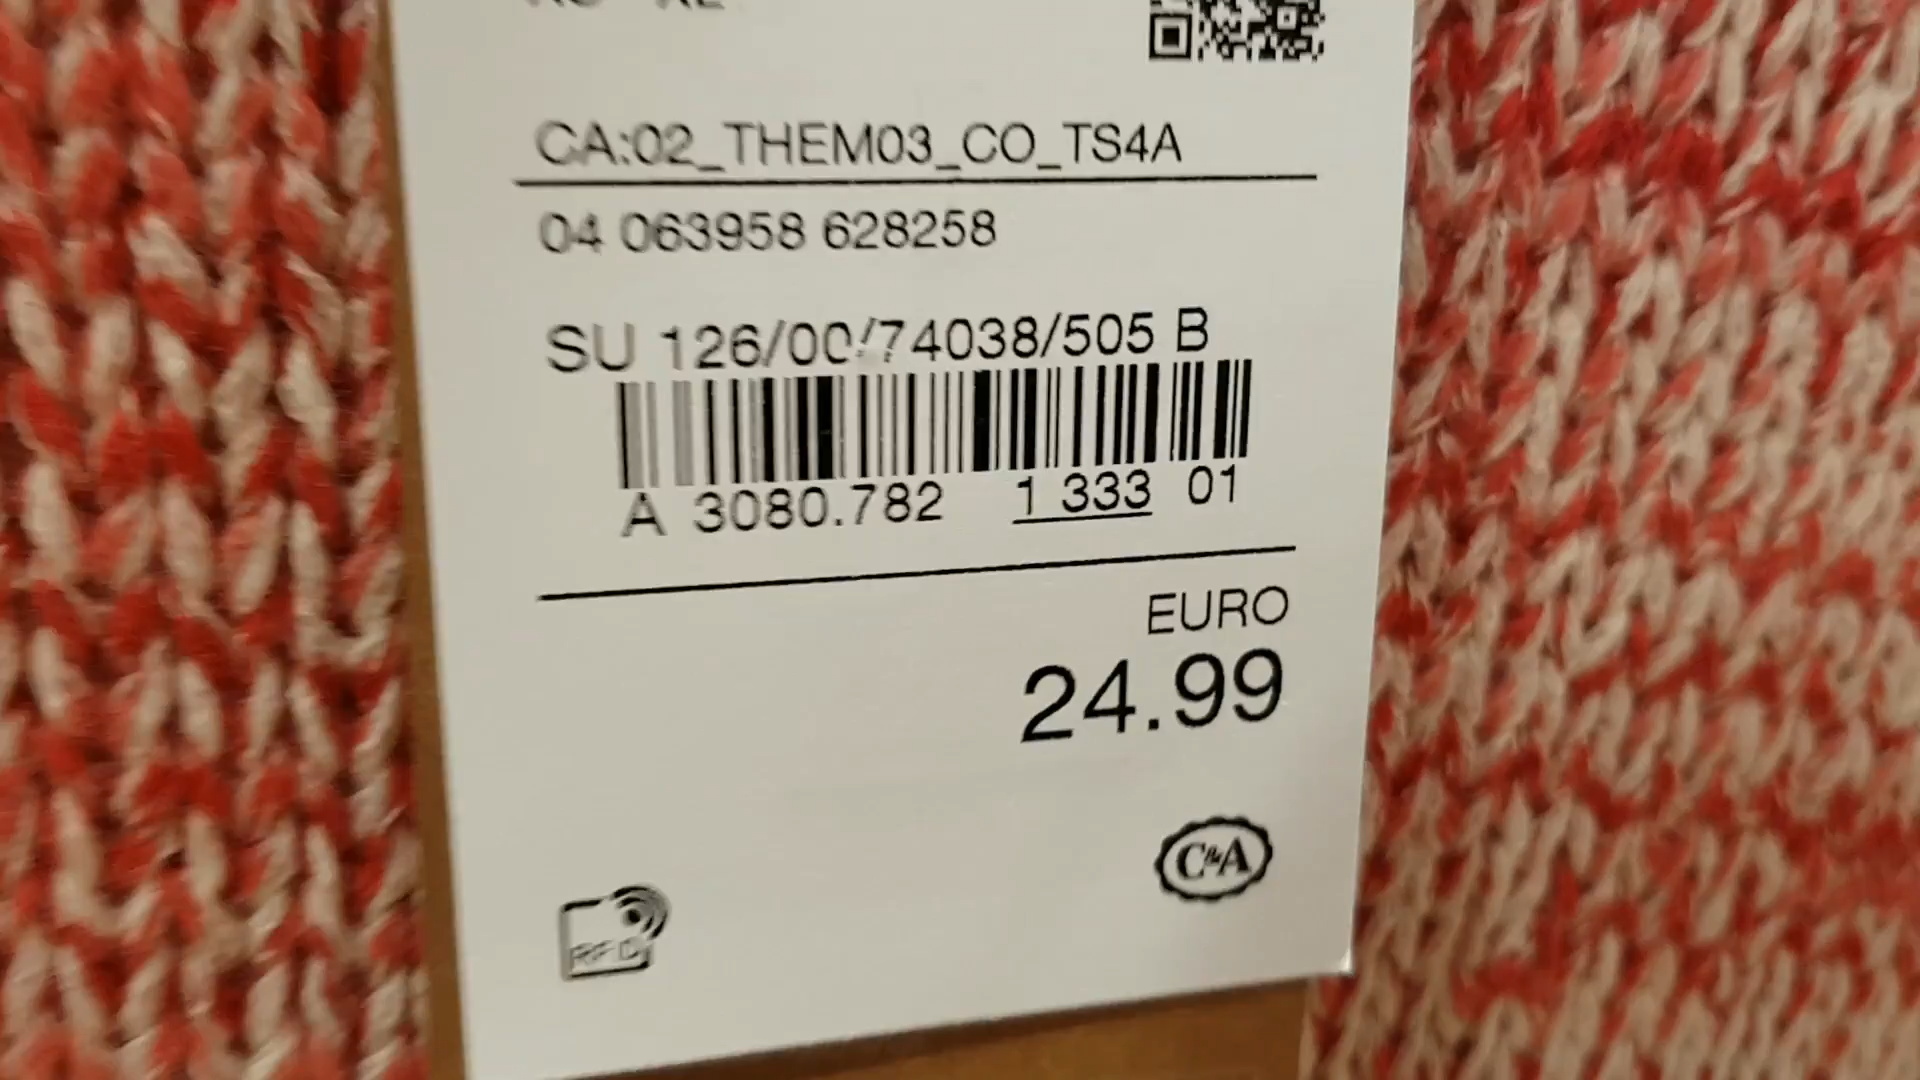 CA:02_THEM03_CO_TS4A
04 063958 628258
SU 126/00/74038/505 B
A 3080.782 1 333 01
EURO
24.99
C&A
RFID